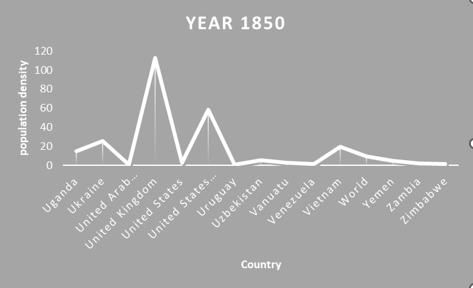 YEAR 1850
population density
120
100
80
60
40
20
0
Uganda
Ukraine
United Arab...
United Kingdom
United States
United States...
Uruguay
Uzbekistan
Vanuatu
Venezuela
Vietnam
World
Yemen
Zambia
Zimbabwe
Country